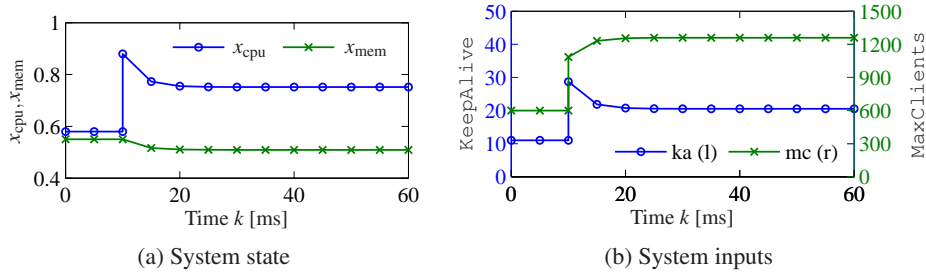 1
0.8
0.6
0.4
x_cpu, x_mem
x_cpu
x_mem
0 20 40 60
Time k [ms]
(a) System state
50
40
30
20
10
0
KeepAlive
1500
1200
900
600
300
0
MaxClients
ka (l)
mc (r)
0 20 40 60
Time k [ms]
(b) System inputs